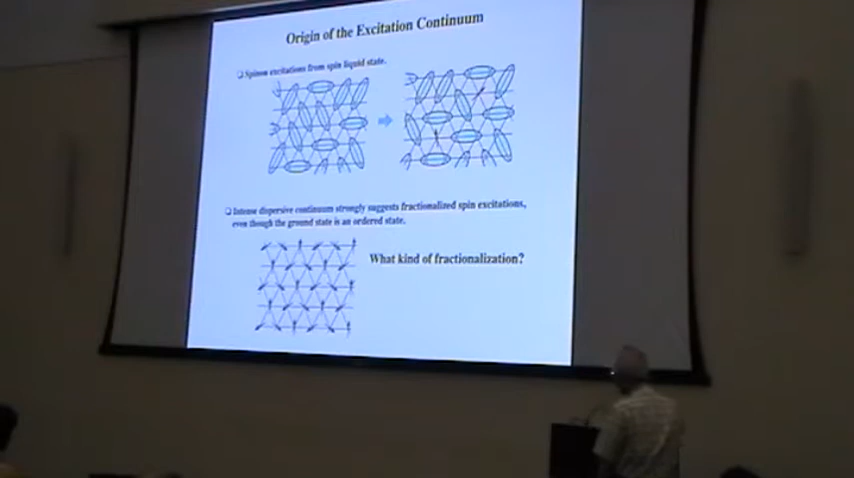 Origin of the Excitation Continuum
❑ Spinon excitations from spin liquid state.
❑ Intense dispersive continuum strongly suggests fractionalized spin excitations,
even though the ground state is an ordered state.
What kind of fractionalization?